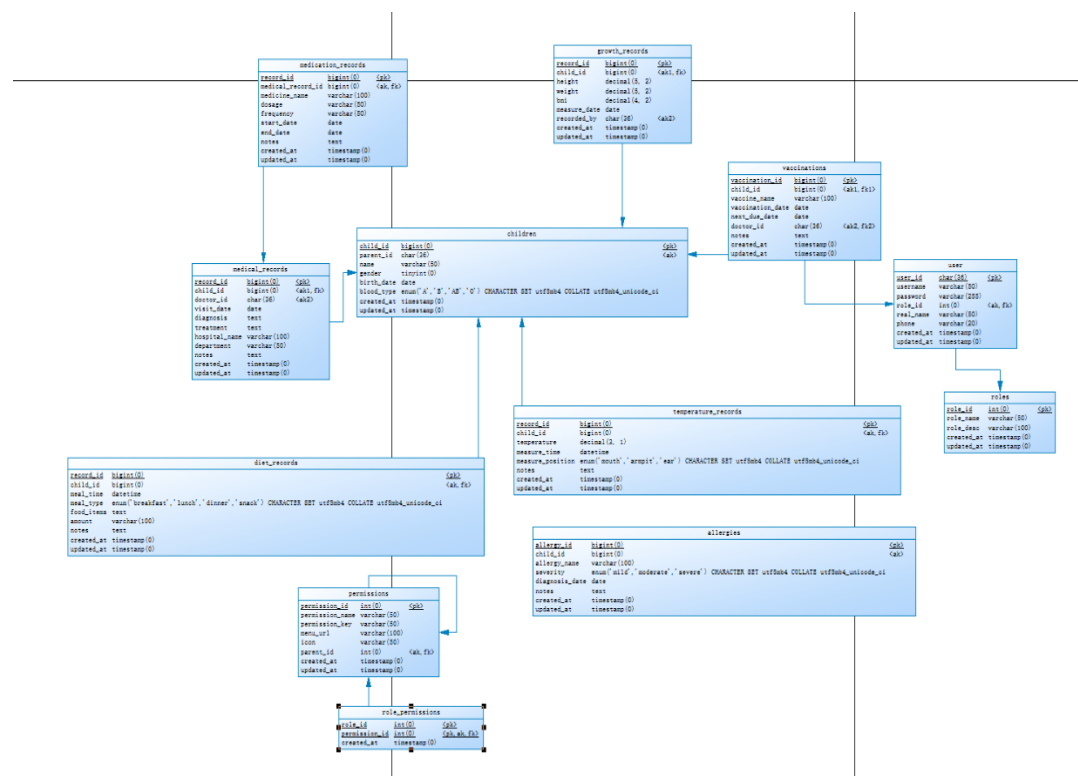 growth_records
record_id bigint(0) <pk>
child_id bigint(0) <ak1,fk>
height decimal(5, 2)
weight decimal(5, 2)
bmi decimal(4, 2)
measure_date date
recorded_by char(36) <ak2>
created_at timestamp(0)
updated_at timestamp(0)
medication_records
record_id bigint(0) <pk>
medical_record_id bigint(0) <ak,fk>
medicine_name varchar(100)
dosage varchar(50)
frequency varchar(50)
start_date date
end_date date
notes text
created_at timestamp(0)
updated_at timestamp(0)
vaccinations
vaccination_id bigint(0) <pk>
child_id bigint(0) <ak1,fk1>
vaccine_name varchar(100)
vaccination_date date
next_due_date date
doctor_id char(36) <ak2,fk2>
notes text
created_at timestamp(0)
updated_at timestamp(0)
children
child_id bigint(0) <pk>
parent_id char(36) <ak>
name varchar(50)
gender tinyint(0)
birth_date date
blood_type enum('A','B','AB','O') CHARACTER SET utf8mb4 COLLATE utf8mb4_unicode_ci
created_at timestamp(0)
updated_at timestamp(0)
medical_records
record_id bigint(0) <pk>
child_id bigint(0) <ak1,fk>
doctor_id char(36) <ak2>
visit_date date
diagnosis text
treatment text
hospital_name varchar(100)
department varchar(50)
notes text
created_at timestamp(0)
updated_at timestamp(0)
user
user_id char(36) <pk>
username varchar(50)
password varchar(255)
role_id int(0) <ak,fk>
real_name varchar(50)
phone varchar(20)
created_at timestamp(0)
updated_at timestamp(0)
roles
role_id int(0) <pk>
role_name varchar(50)
role_desc varchar(100)
created_at timestamp(0)
updated_at timestamp(0)
temperature_records
record_id bigint(0) <pk>
child_id bigint(0) <ak,fk>
temperature decimal(3, 1)
measure_time datetime
measure_position enum('mouth','armpit','ear') CHARACTER SET utf8mb4 COLLATE utf8mb4_unicode_ci
notes text
created_at timestamp(0)
updated_at timestamp(0)
diet_records
record_id bigint(0) <pk>
child_id bigint(0) <ak,fk>
meal_time datetime
meal_type enum('breakfast','lunch','dinner','snack') CHARACTER SET utf8mb4 COLLATE utf8mb4_unicode_ci
food_items text
amount varchar(100)
notes text
created_at timestamp(0)
updated_at timestamp(0)
allergies
allergy_id bigint(0) <pk>
child_id bigint(0) <ak>
allergy_name varchar(100)
severity enum('mild','moderate','severe') CHARACTER SET utf8mb4 COLLATE utf8mb4_unicode_ci
diagnosis_date date
notes text
created_at timestamp(0)
updated_at timestamp(0)
permissions
permission_id int(0) <pk>
permission_name varchar(50)
permission_key varchar(50)
menu_url varchar(100)
icon varchar(50)
parent_id int(0) <ak,fk>
created_at timestamp(0)
updated_at timestamp(0)
role_permissions
role_id int(0) <pk>
permission_id int(0) <pk,ak,fk>
created_at timestamp(0)